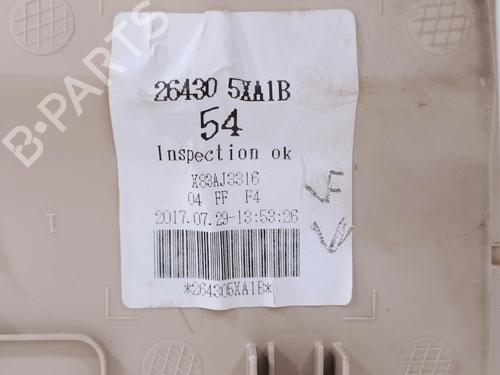 B-PARTS
26430 5XA1B
54
Inspection ok
X83AJ3316
04 FF F4
2017.07.29-13:53:26
*264305XA1B*